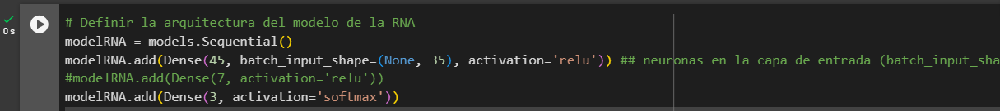 # Definir la arquitectura del modelo de la RNA
0s modelRNA = models.Sequential()
modelRNA.add(Dense(45, batch_input_shape=(None, 35), activation='relu')) ## neuronas en la capa de entrada (batch_input_sha
#modelRNA.add(Dense(7, activation='relu'))
modelRNA.add(Dense(3, activation='softmax'))